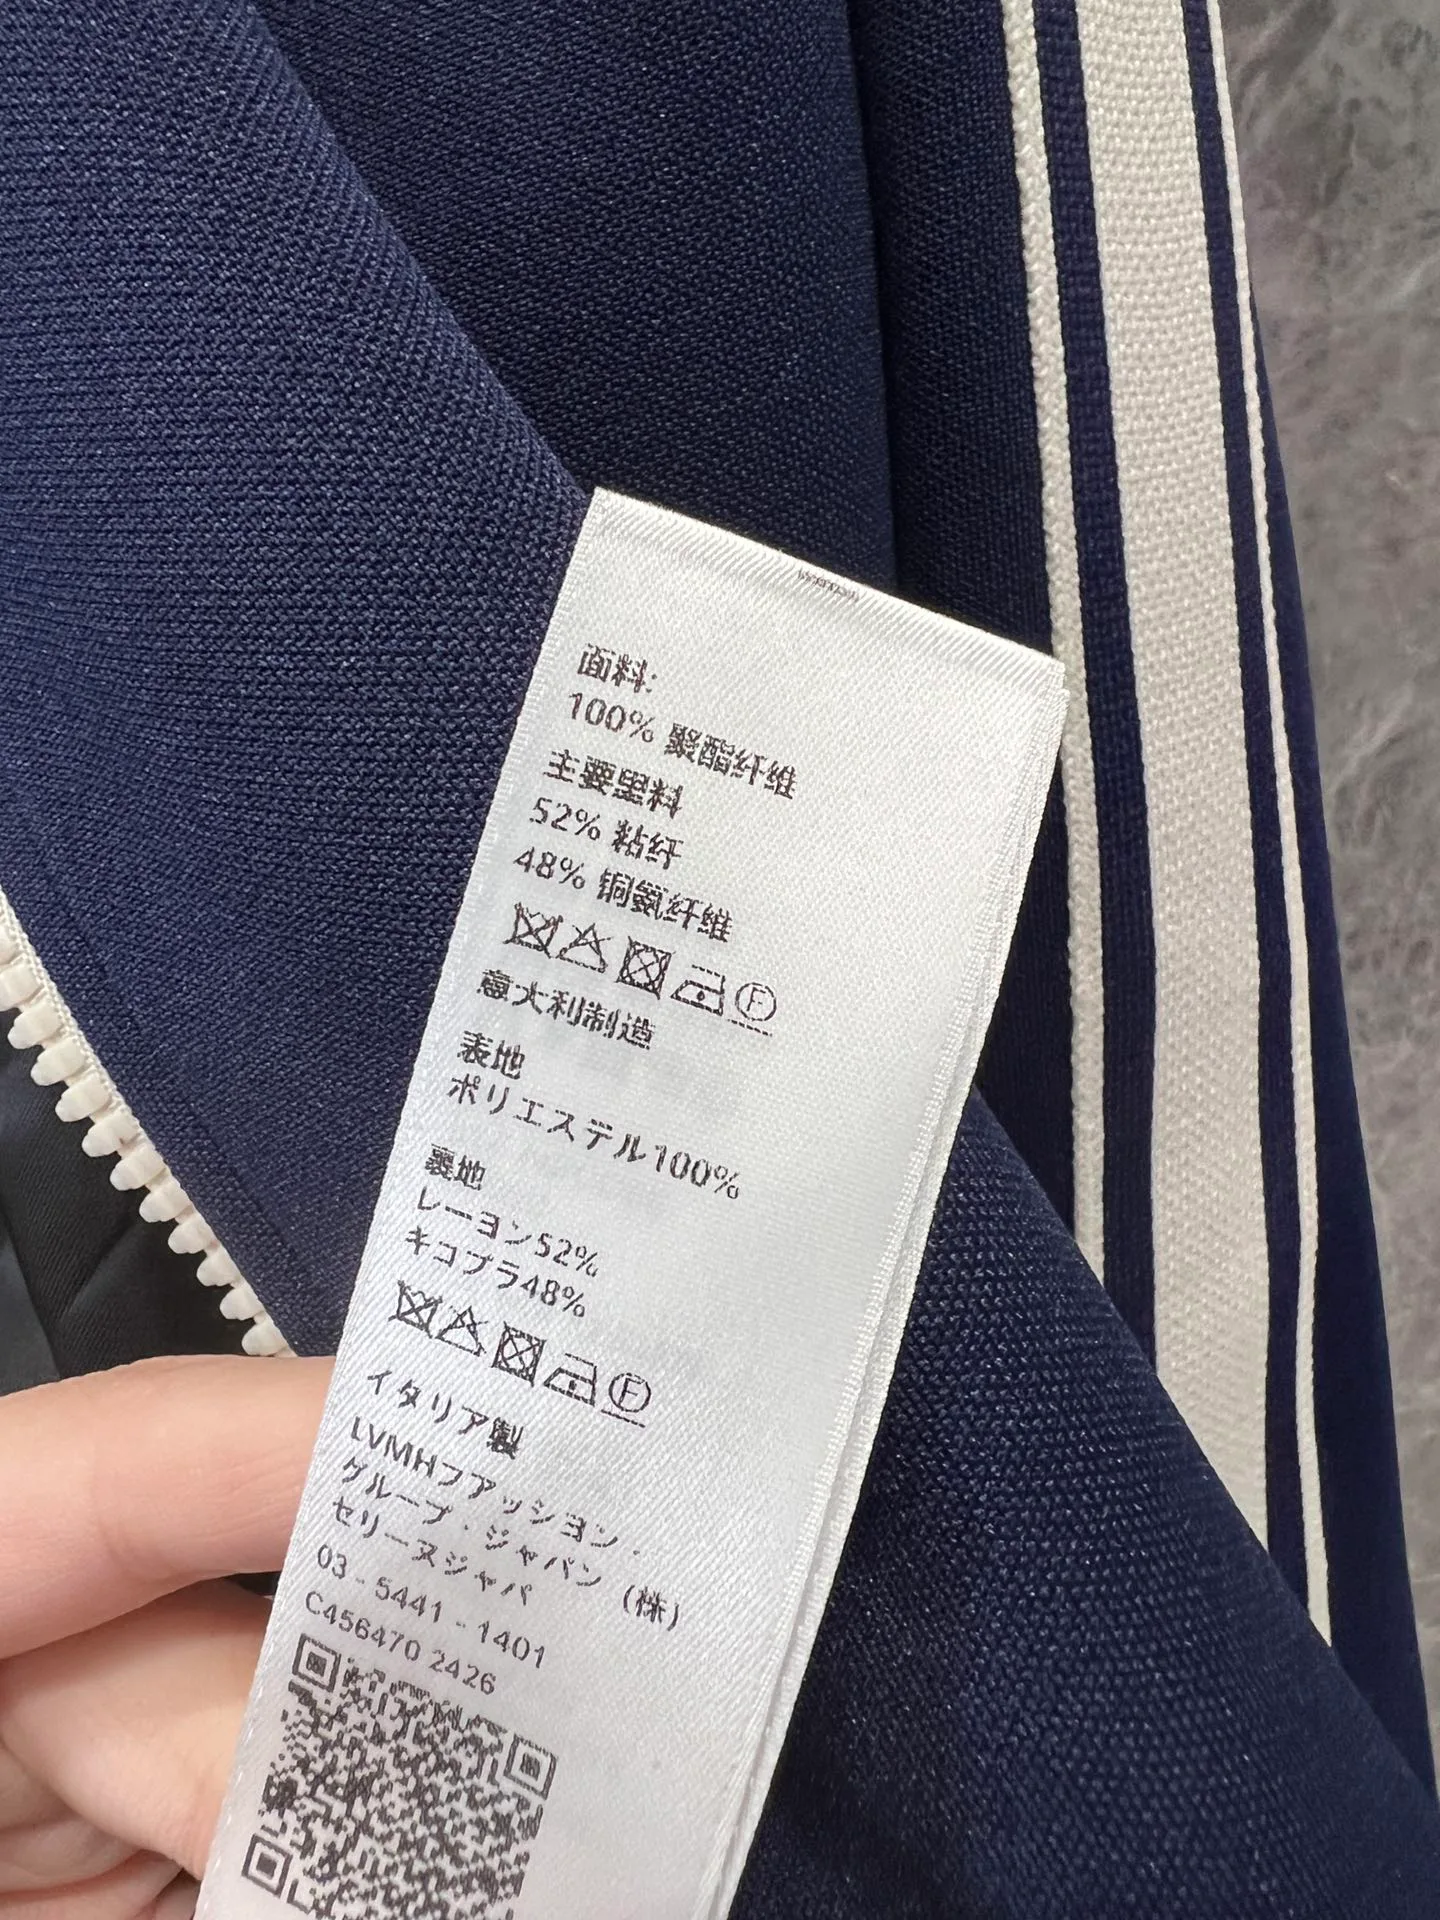 面料:
100% 聚酯纤维
主要里料
52% 粘纤
48% 铜氨纤维
F
意大利制造
表地
ポリエステル100%
裏地
レーヨン52%
キコプラ48%
F
イタリア製
LVMHファッション・
グループ・ジャパン (株)
セリーヌジャパ
03 - 5441 - 1401
C456470 2426